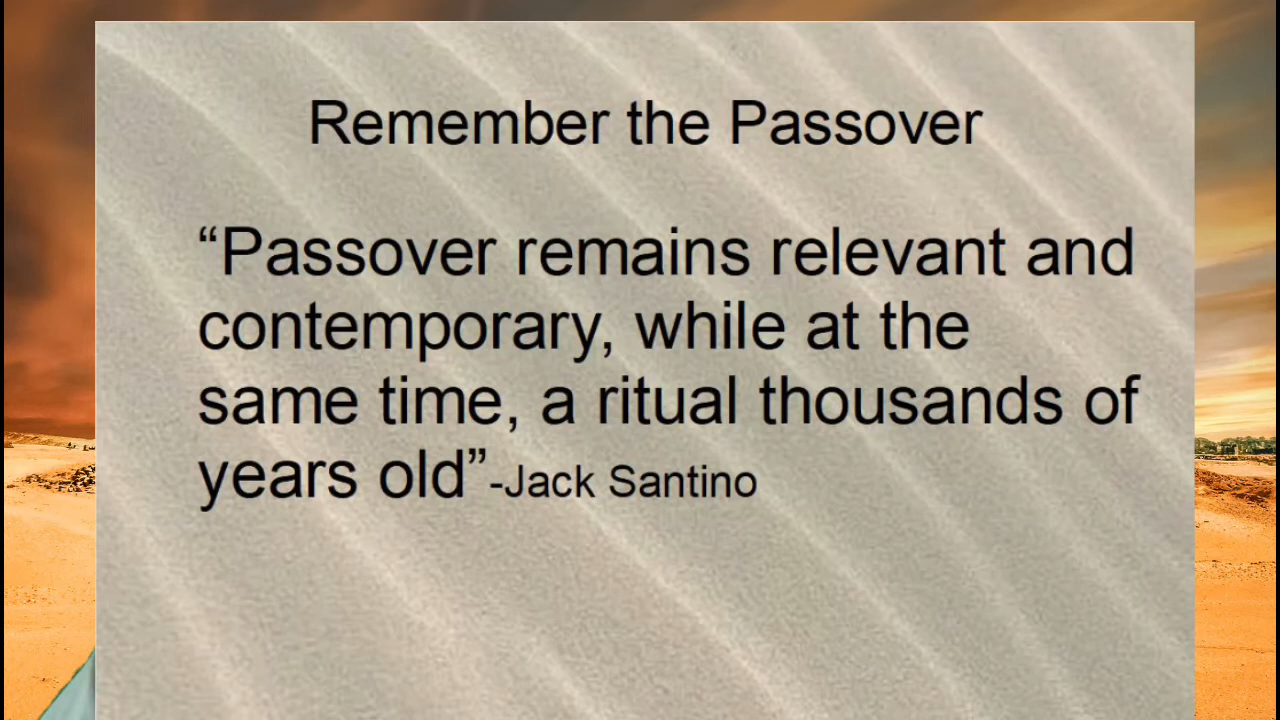 Remember the Passover
“Passover remains relevant and
contemporary, while at the
same time, a ritual thousands of
years old”-Jack Santino